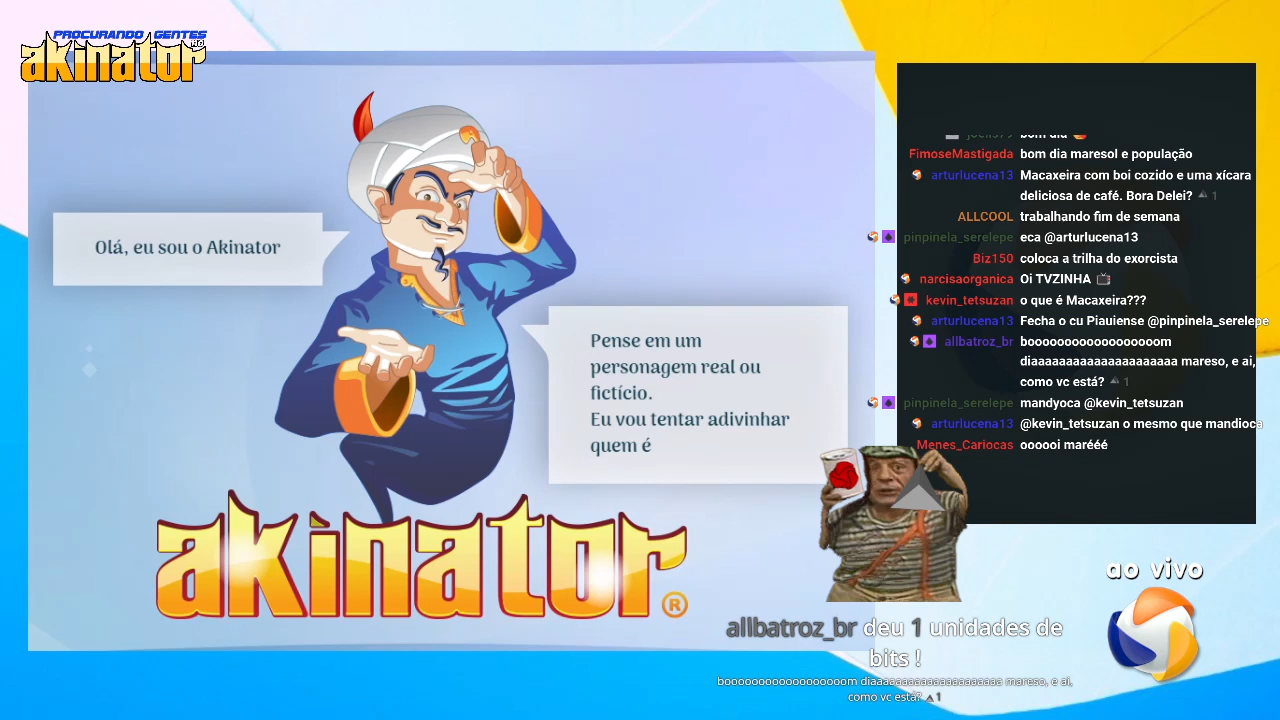 PROCURANDO GENTES
akinator
Olá, eu sou o Akinator
Pense em um
personagem real ou
fictício.
Eu vou tentar adivinhar
quem é
akinator®
bom dia
FimoseMastigada bom dia maresol e população
arturlucena13 Macaxeira com boi cozido e uma xícara
deliciosa de café. Bora Delei? 1
ALLCOOL trabalhando fim de semana
pinpinela_serelepe eca @arturlucena13
Biz150 coloca a trilha do exorcista
narcisaorganica Oi TVZINHA
kevin_tetsuzan o que é Macaxeira???
arturlucena13 Fecha o cu Piauiense @pinpinela_serelepe
allbatroz_br booooooooooooooooom
diaaaaaaaaaaaaaaaaaaaaa mareso, e ai,
como vc está? 1
pinpinela_serelepe mandyoca @kevin_tetsuzan
arturlucena13 @kevin_tetsuzan o mesmo que mandioca
Menes_Cariocas oooooi marééé
ao vivo
allbatroz_br deu 1 unidades de
bits !
booooooooooooooooom diaaaaaaaaaaaaaaaaaaaaa mareso, e ai,
como vc está? 1